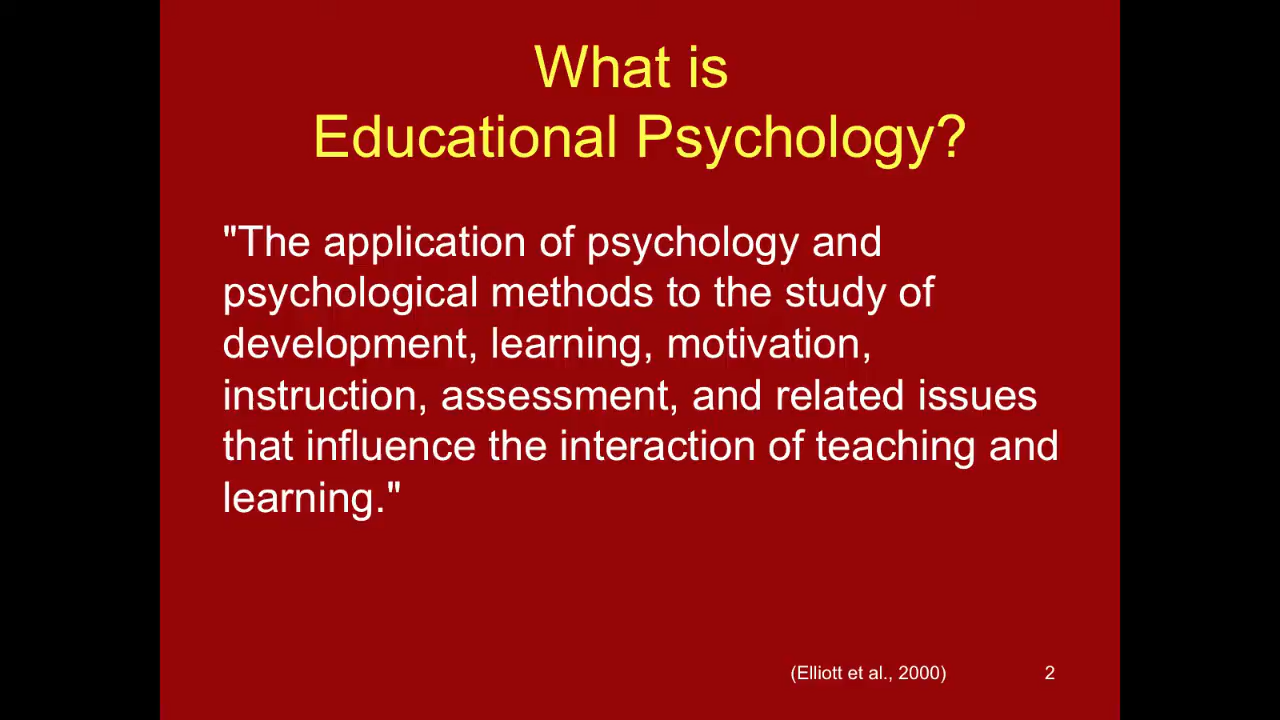 What is
Educational Psychology?
"The application of psychology and
psychological methods to the study of
development, learning, motivation,
instruction, assessment, and related issues
that influence the interaction of teaching and
learning."
(Elliott et al., 2000) 2